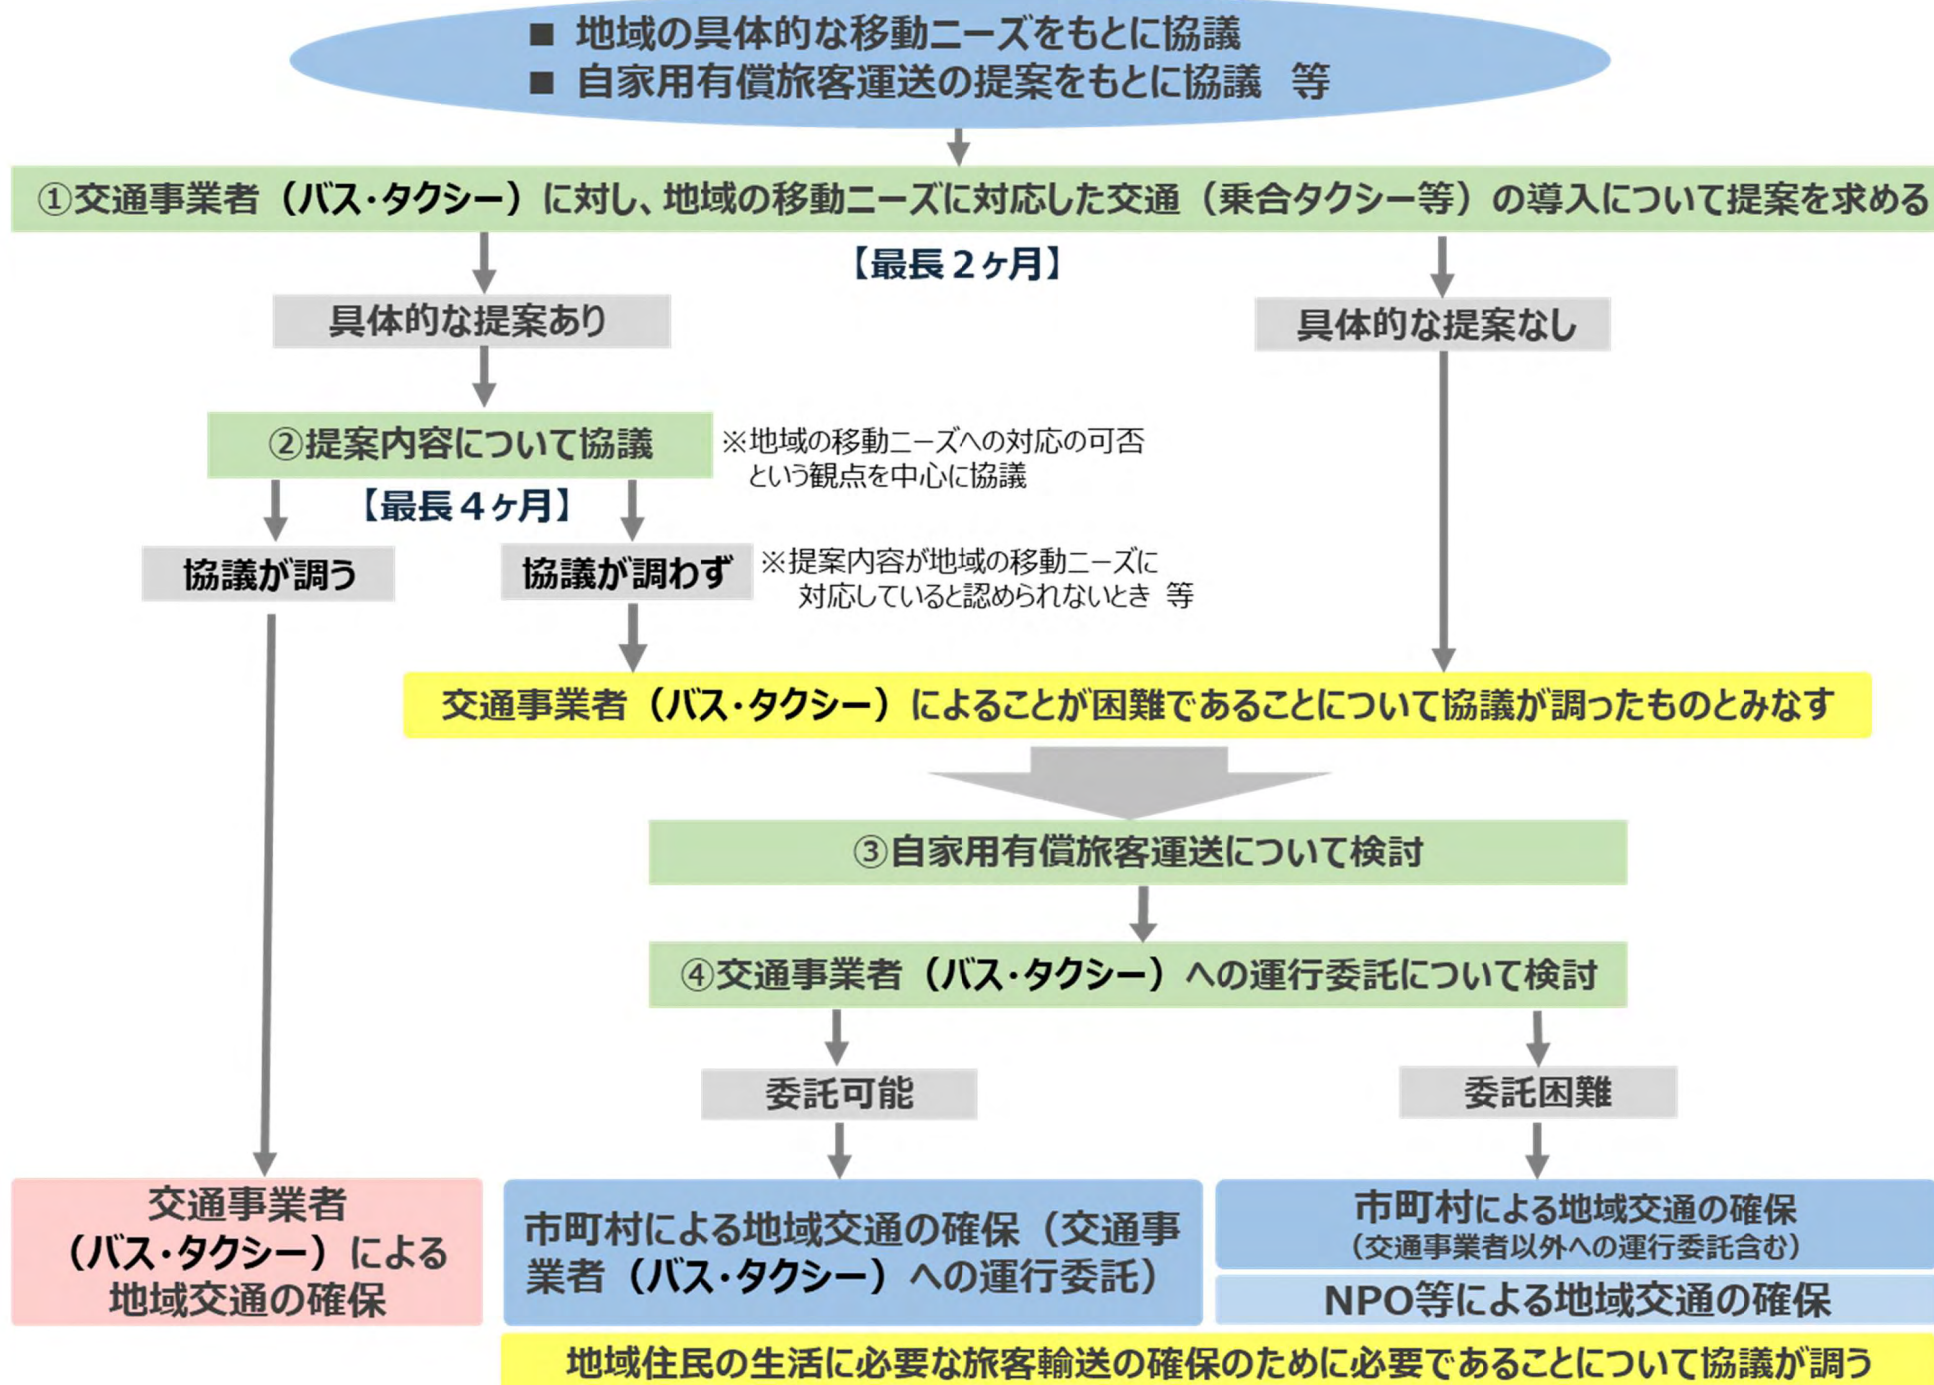 ■ 地域の具体的な移動ニーズをもとに協議
■ 自家用有償旅客運送の提案をもとに協議 等
①交通事業者（バス・タクシー）に対し、地域の移動ニーズに対応した交通（乗合タクシー等）の導入について提案を求める
【最長２ヶ月】
具体的な提案あり
具体的な提案なし
②提案内容について協議
※地域の移動ニーズへの対応の可否
という観点を中心に協議
【最長４ヶ月】
協議が調う
協議が調わず
※提案内容が地域の移動ニーズに
対応していると認められないとき 等
交通事業者（バス・タクシー）によることが困難であることについて協議が調ったものとみなす
③自家用有償旅客運送について検討
④交通事業者（バス・タクシー）への運行委託について検討
委託可能
委託困難
交通事業者
（バス・タクシー）による
地域交通の確保
市町村による地域交通の確保（交通事
業者（バス・タクシー）への運行委託）
市町村による地域交通の確保
（交通事業者以外への運行委託含む）
NPO等による地域交通の確保
地域住民の生活に必要な旅客輸送の確保のために必要であることについて協議が調う